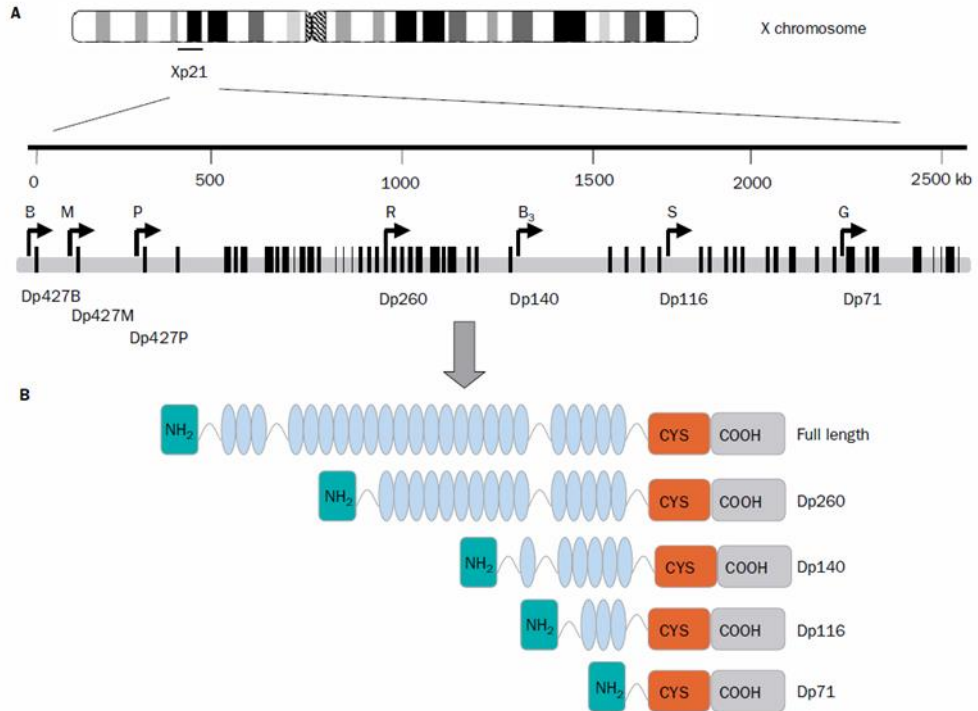 A
X chromosome
Xp21
0 500 1000 1500 2000 2500 kb
B M P R B₃ S G
Dp427B Dp260 Dp140 Dp116 Dp71
Dp427M
Dp427P
B
NH₂ CYS COOH Full length
NH₂ CYS COOH Dp260
NH₂ CYS COOH Dp140
NH₂ CYS COOH Dp116
NH₂ CYS COOH Dp71